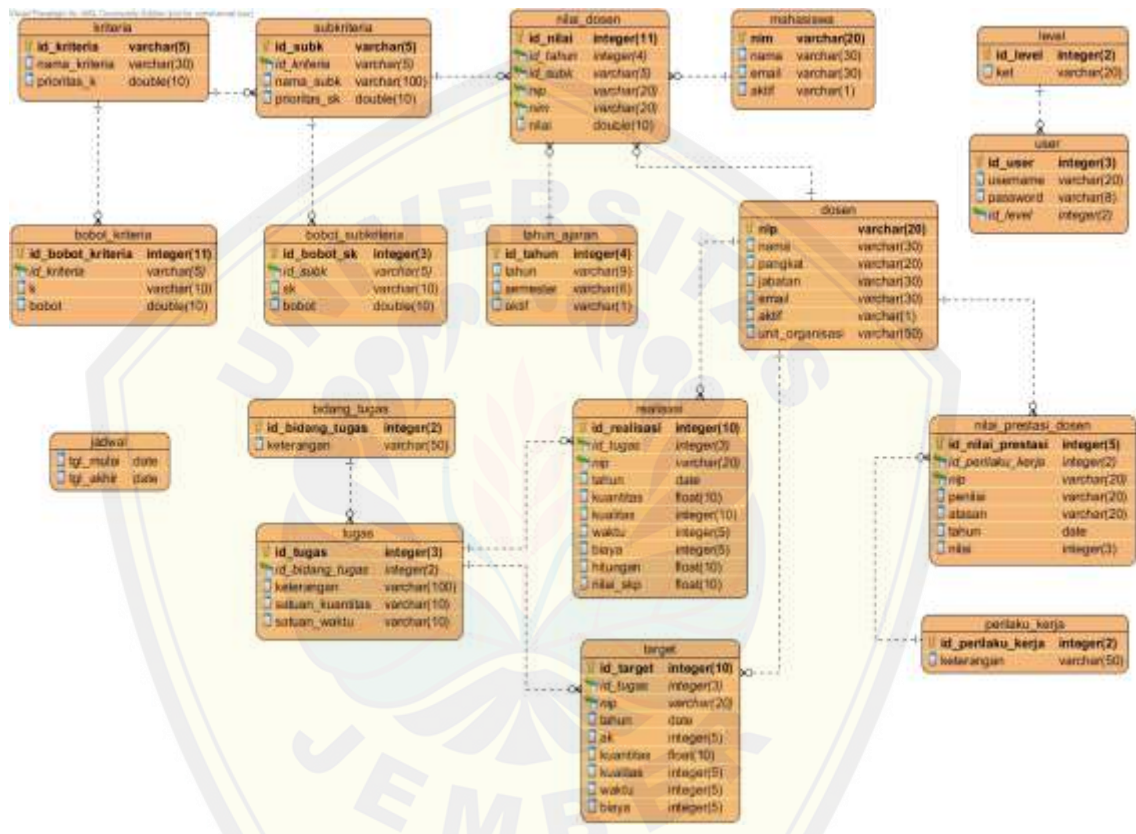 Visual Paradigm for UML Community Edition [not for commercial use]
kriteria
id_kriteria varchar(5)
nama_kriteria varchar(30)
prioritas_k double(10)
subkriteria
id_subk varchar(5)
id_kriteria varchar(5)
nama_subk varchar(100)
prioritas_sk double(10)
nilai_dosen
id_nilai integer(11)
id_tahun integer(4)
id_subk varchar(5)
nip varchar(20)
nim varchar(20)
nilai double(10)
mahasiswa
nim varchar(20)
nama varchar(30)
email varchar(30)
aktif varchar(1)
level
id_level integer(2)
ket varchar(20)
user
id_user integer(3)
username varchar(20)
password varchar(8)
id_level integer(2)
bobot_kriteria
id_bobot_kriteria integer(11)
id_kriteria varchar(5)
k varchar(10)
bobot double(10)
bobot_subkriteria
id_bobot_sk integer(3)
id_subk varchar(5)
sk varchar(10)
bobot double(10)
tahun_ajaran
id_tahun integer(4)
tahun varchar(9)
semester varchar(6)
aktif varchar(1)
dosen
nip varchar(20)
nama varchar(30)
pangkat varchar(20)
jabatan varchar(30)
email varchar(30)
aktif varchar(1)
unit_organisasi varchar(50)
jadwal
tgl_mulai date
tgl_akhir date
bidang_tugas
id_bidang_tugas integer(2)
keterangan varchar(50)
tugas
id_tugas integer(3)
id_bidang_tugas integer(2)
keterangan varchar(100)
satuan_kuantitas varchar(10)
satuan_waktu varchar(10)
realisasi
id_realisasi integer(10)
id_tugas integer(3)
nip varchar(20)
tahun date
kuantitas float(10)
kualitas integer(10)
waktu integer(5)
biaya integer(5)
hitungan float(10)
nilai_skp float(10)
nilai_prestasi_dosen
id_nilai_prestasi integer(5)
id_perilaku_kerja integer(2)
nip varchar(20)
penilai varchar(20)
atasan varchar(20)
tahun date
nilai integer(3)
perilaku_kerja
id_perilaku_kerja integer(2)
keterangan varchar(50)
target
id_target integer(10)
id_tugas integer(3)
nip varchar(20)
tahun date
ak integer(5)
kuantitas float(10)
kualitas integer(5)
waktu integer(5)
biaya integer(5)
UNIVERSITAS
JEMBER